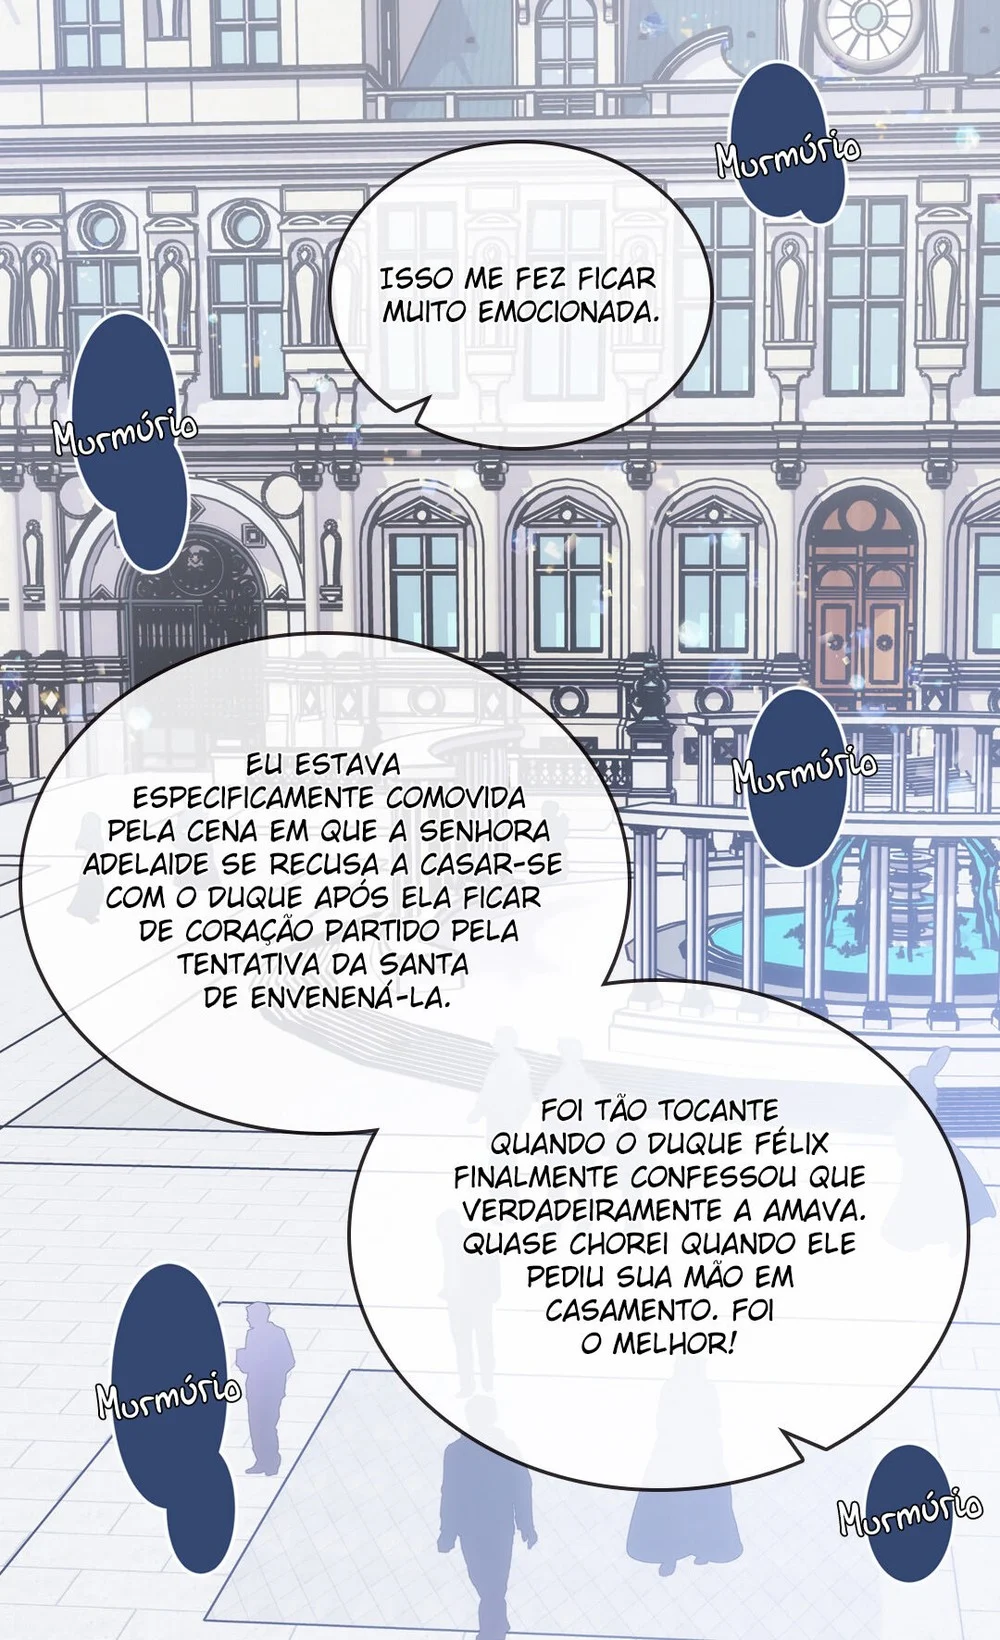 Murmúrio
ISSO ME FEZ FICAR
MUITO EMOCIONADA.
Murmúrio
EU ESTAVA
ESPECIFICAMENTE COMOVIDA
PELA CENA EM QUE A SENHORA
ADELAIDE SE RECUSA A CASAR-SE
COM O DUQUE APÓS ELA FICAR
DE CORAÇÃO PARTIDO PELA
TENTATIVA DA SANTA
DE ENVENENÁ-LA.
Murmúrio
FOI TÃO TOCANTE
QUANDO O DUQUE FÉLIX
FINALMENTE CONFESSOU QUE
VERDADEIRAMENTE A AMAVA.
QUASE CHOREI QUANDO ELE
PEDIU SUA MÃO EM
CASAMENTO. FOI
O MELHOR!
Murmúrio
Murmúrio